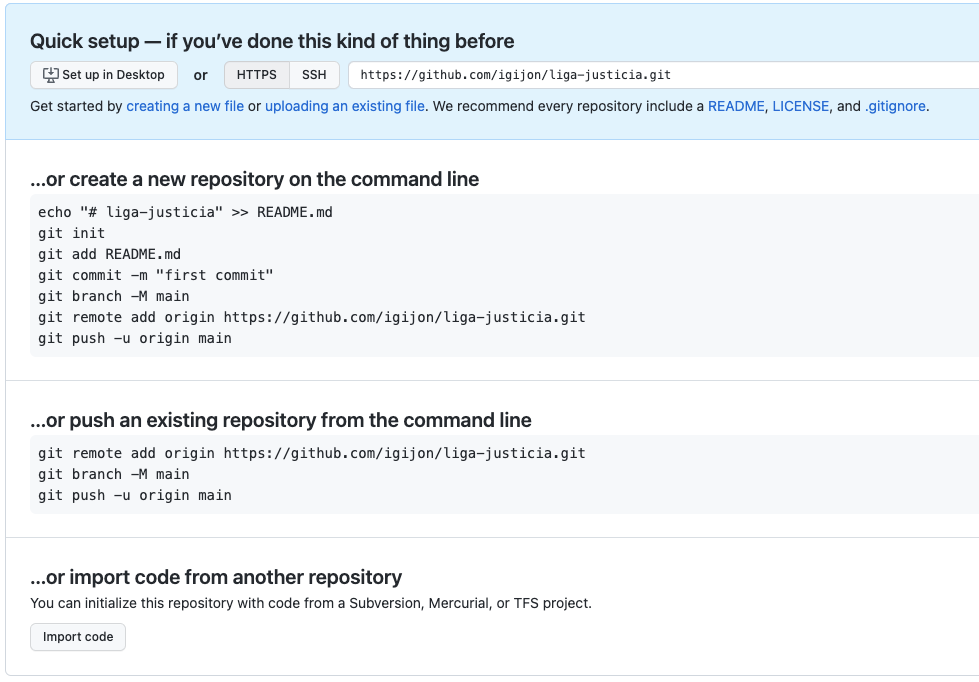 Quick setup — if you’ve done this kind of thing before
Set up in Desktop or HTTPS SSH https://github.com/igijon/liga-justicia.git
Get started by creating a new file or uploading an existing file. We recommend every repository include a README, LICENSE, and .gitignore.
...or create a new repository on the command line
echo "# liga-justicia" >> README.md
git init
git add README.md
git commit -m "first commit"
git branch -M main
git remote add origin https://github.com/igijon/liga-justicia.git
git push -u origin main
...or push an existing repository from the command line
git remote add origin https://github.com/igijon/liga-justicia.git
git branch -M main
git push -u origin main
...or import code from another repository
You can initialize this repository with code from a Subversion, Mercurial, or TFS project.
Import code